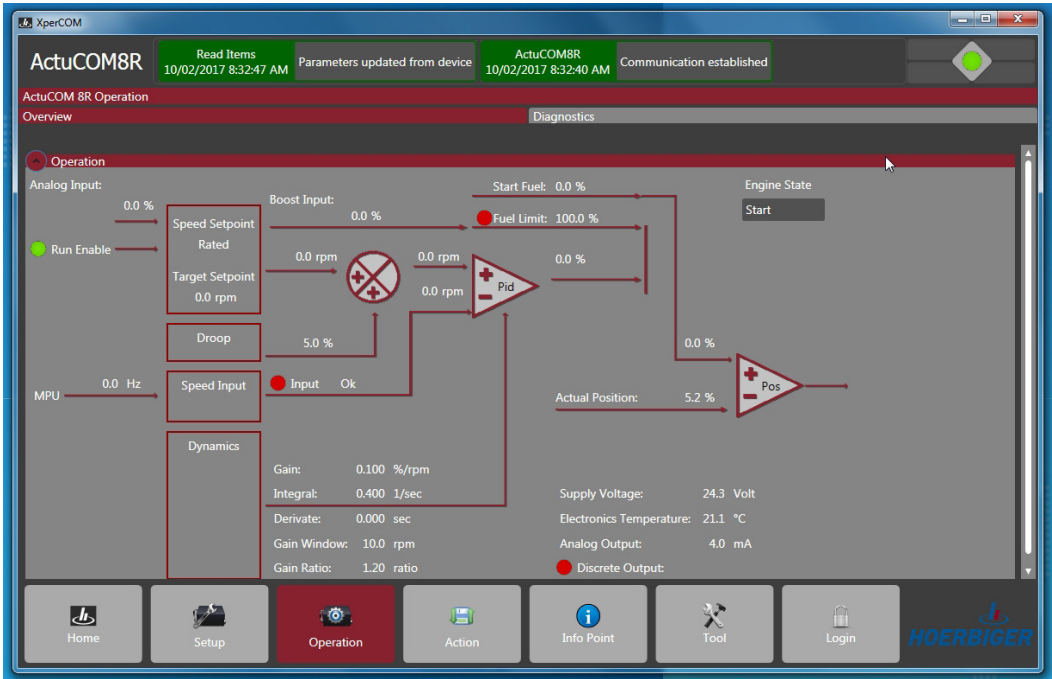 XperCOM
ActuCOM8R
Read Items
10/02/2017 8:32:47 AM
Parameters updated from device
ActuCOM8R
10/02/2017 8:32:40 AM
Communication established
ActuCOM 8R Operation
Overview
Diagnostics
Operation
Analog Input:
0.0 %
Run Enable
Speed Setpoint
Rated
Target Setpoint
0.0 rpm
Boost Input:
0.0 %
Start Fuel: 0.0 %
Fuel Limit: 100.0 %
Engine State
Start
0.0 rpm
0.0 rpm
0.0 rpm
Pid
0.0 %
Droop
5.0 %
0.0 %
MPU
0.0 Hz
Speed Input
Input Ok
Actual Position: 5.2 %
Pos
Dynamics
Gain: 0.100 %/rpm
Integral: 0.400 1/sec
Derivate: 0.000 sec
Gain Window: 10.0 rpm
Gain Ratio: 1.20 ratio
Supply Voltage: 24.3 Volt
Electronics Temperature: 21.1 °C
Analog Output: 4.0 mA
Discrete Output:
Home
Setup
Operation
Action
Info Point
Tool
Login
HOERBIGER